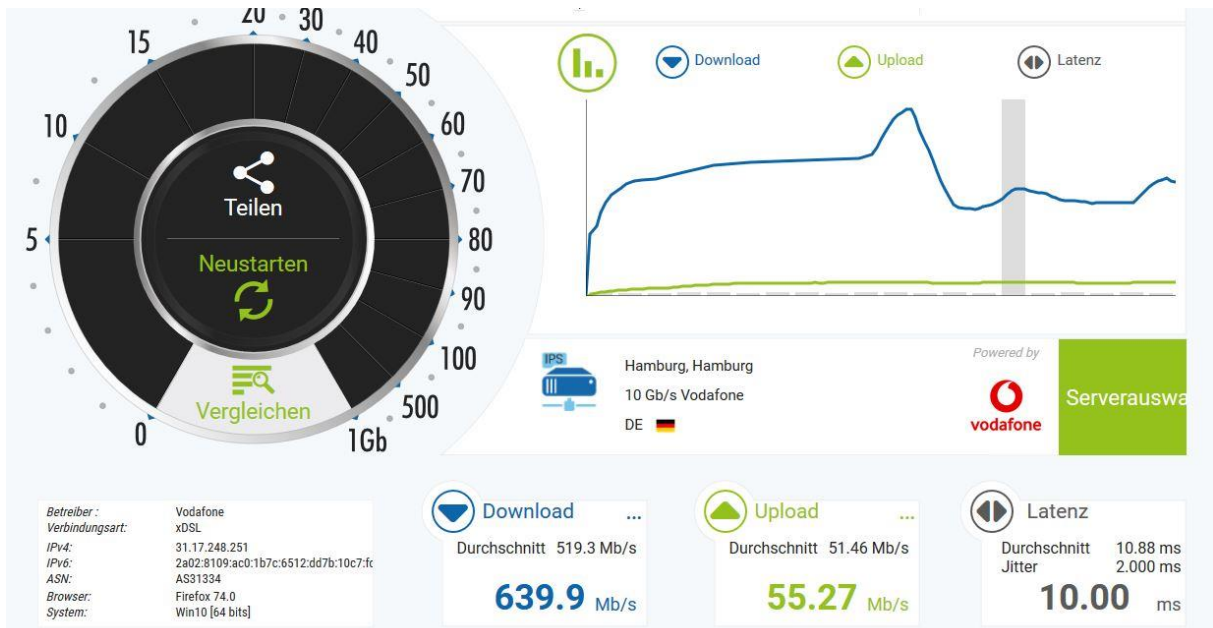 20
30
15
40
50
10
60
70
5
80
90
100
500
0
1Gb
Teilen
Neustarten
Vergleichen
Download
Upload
Latenz
IPS
Hamburg, Hamburg
10 Gb/s Vodafone
DE
Powered by
vodafone
Serverauswa
Betreiber : Vodafone
Verbindungsart: xDSL
IPv4: 31.17.248.251
IPv6: 2a02:8109:ac0:1b7c:6512:dd7b:10c7:fc
ASN: AS31334
Browser: Firefox 74.0
System: Win10 [64 bits]
Download ...
Durchschnitt 519.3 Mb/s
639.9 Mb/s
Upload ...
Durchschnitt 51.46 Mb/s
55.27 Mb/s
Latenz
Durchschnitt 10.88 ms
Jitter 2.000 ms
10.00 ms